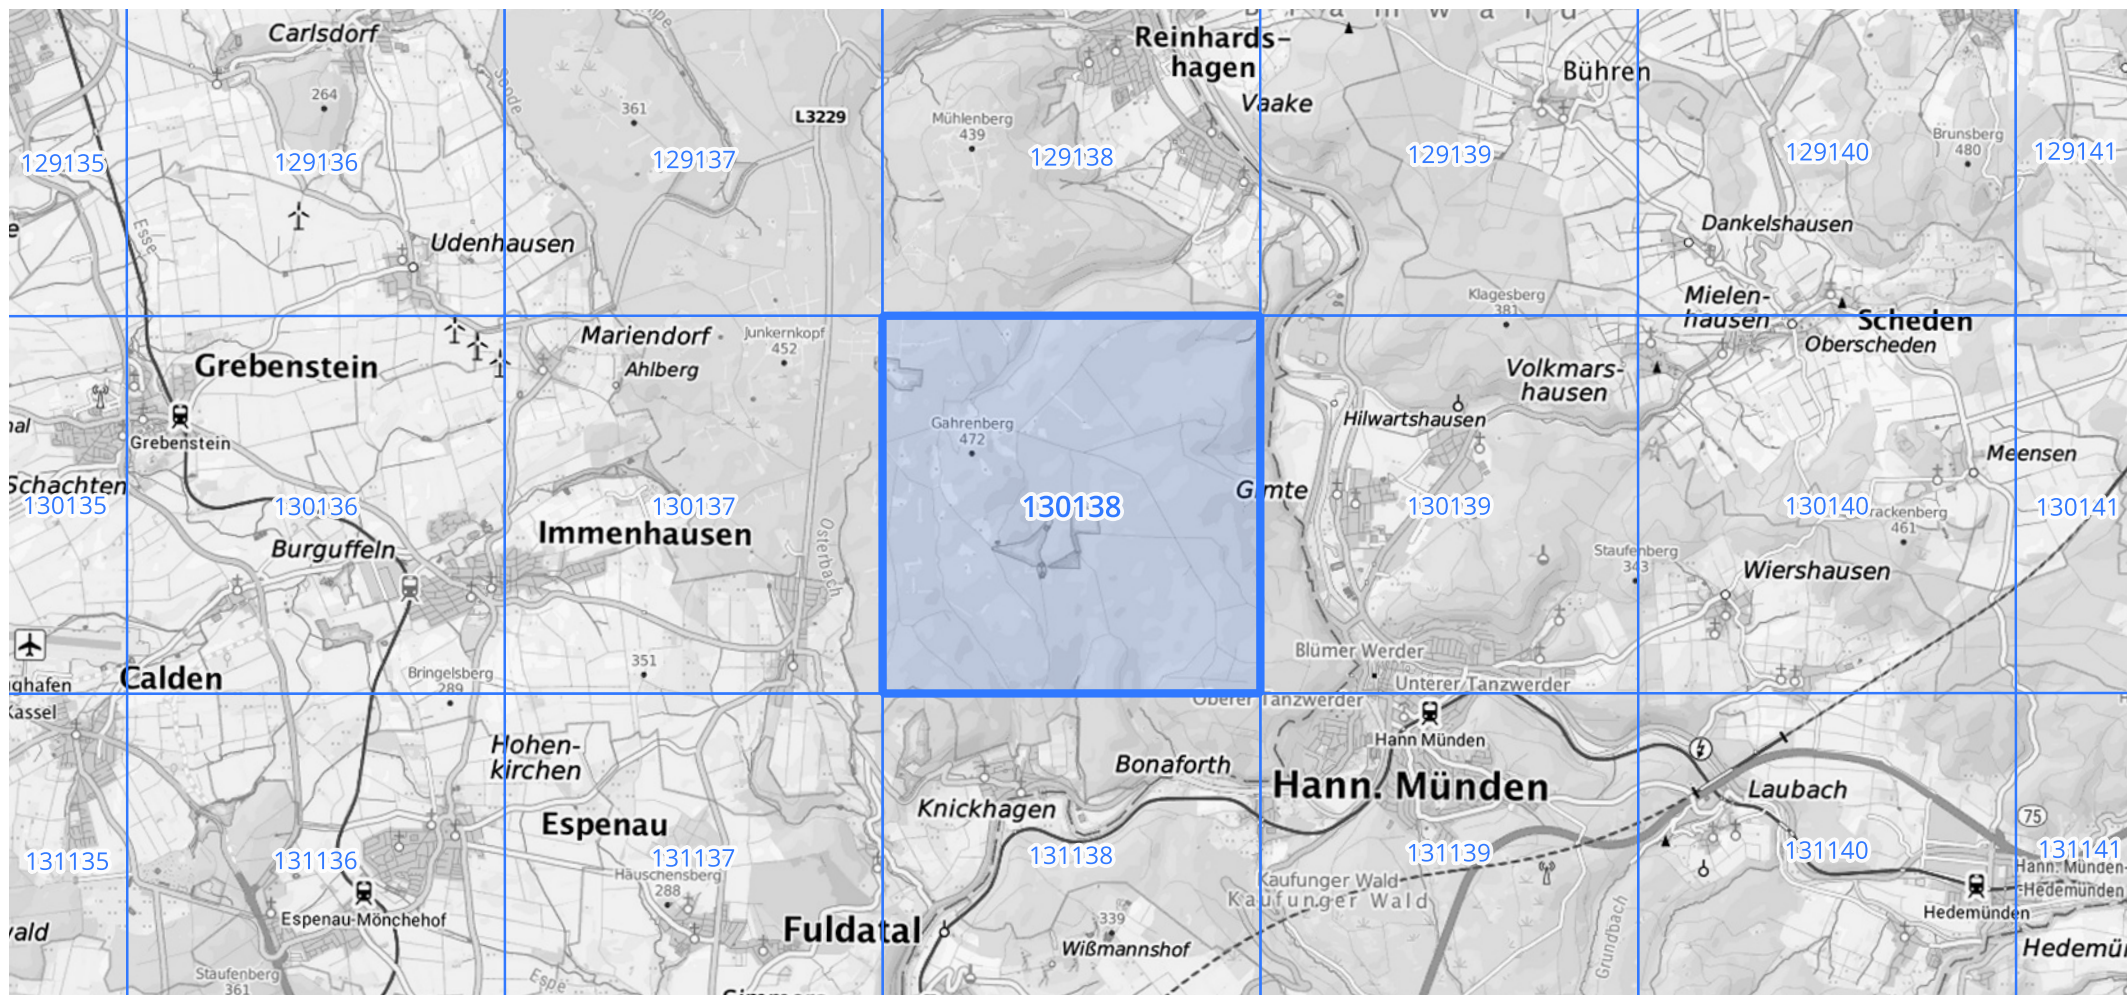 Carlsdorf
Reinhards-
hagen
Bühren
264
361
L3229
Mühlenberg
439
Vaake
Brunsberg
480
129135
129136
129137
129138
129139
129140
129141
Esse
Udenhausen
Dankelshausen
Mielen-
hausen
Klagesberg
381
Scheden
Oberscheden
Mariendorf
Junkernkopf
452
Ahlberg
Grebenstein
Volkmars-
hausen
Hilwartshausen
Gahrenberg
472
Grebenstein
Meensen
Schachten
130135
130136
130137
130138
Gimte
130139
130140
130141
rackenberg
461
Immenhausen
Burguffeln
Osterbach
Staufenberg
343
Wiershausen
Calden
Bringelsberg
289
351
Blümer Werder
Unterer Tanzwerder
ghafen
Kassel
Oberer Tanzwerder
Hann Münden
Hohen-
kirchen
Bonaforth
Hann. Münden
Laubach
Knickhagen
Espenau
75
131135
131136
131137
131138
131139
131140
131141
Häuschensberg
288
Kaufunger Wald
Kaufunger Wald
Hann. Münden-
-Hedemünden
Espenau-Mönchehof
Hedemünden
Fuldatal
339
Wißmannshof
Grundbach
Staufenberg
361
Espe